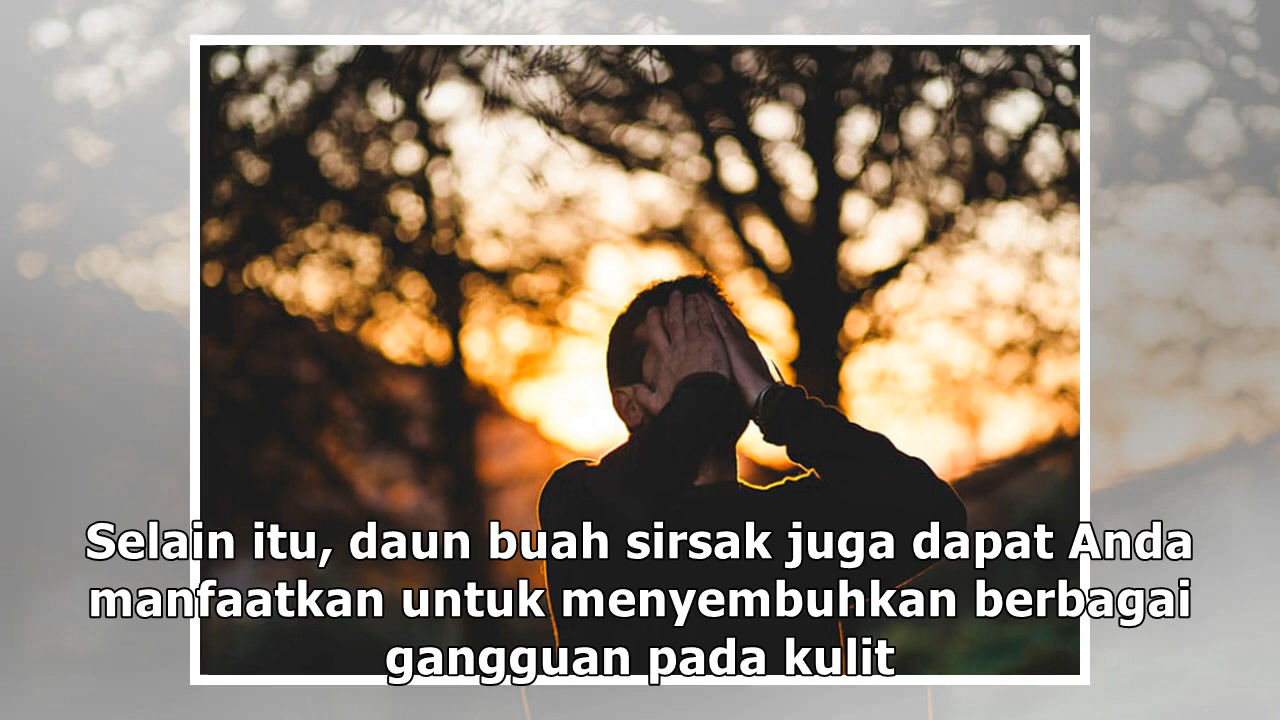 Selain itu, daun buah sirsak juga dapat Anda
manfaatkan untuk menyembuhkan berbagai
gangguan pada kulit